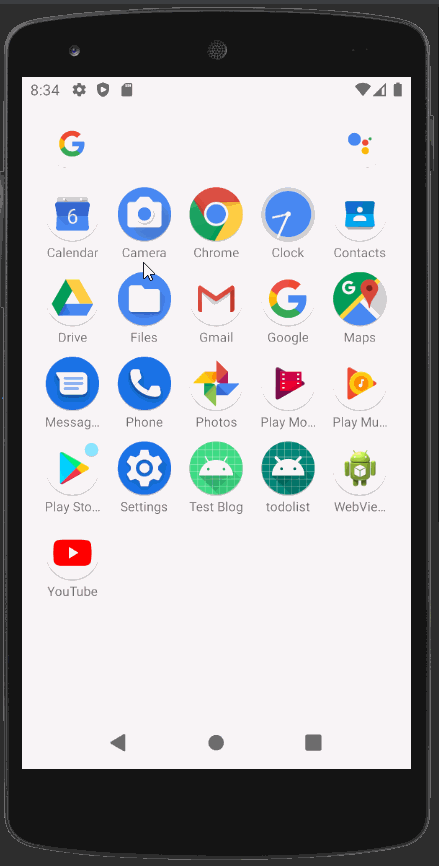 8:34
G
6
Calendar Camera Chrome Clock Contacts
G
Drive Files Gmail Google Maps
Messag... Phone Photos Play Mo... Play Mu...
Play Sto... Settings Test Blog todolist WebVie...
YouTube